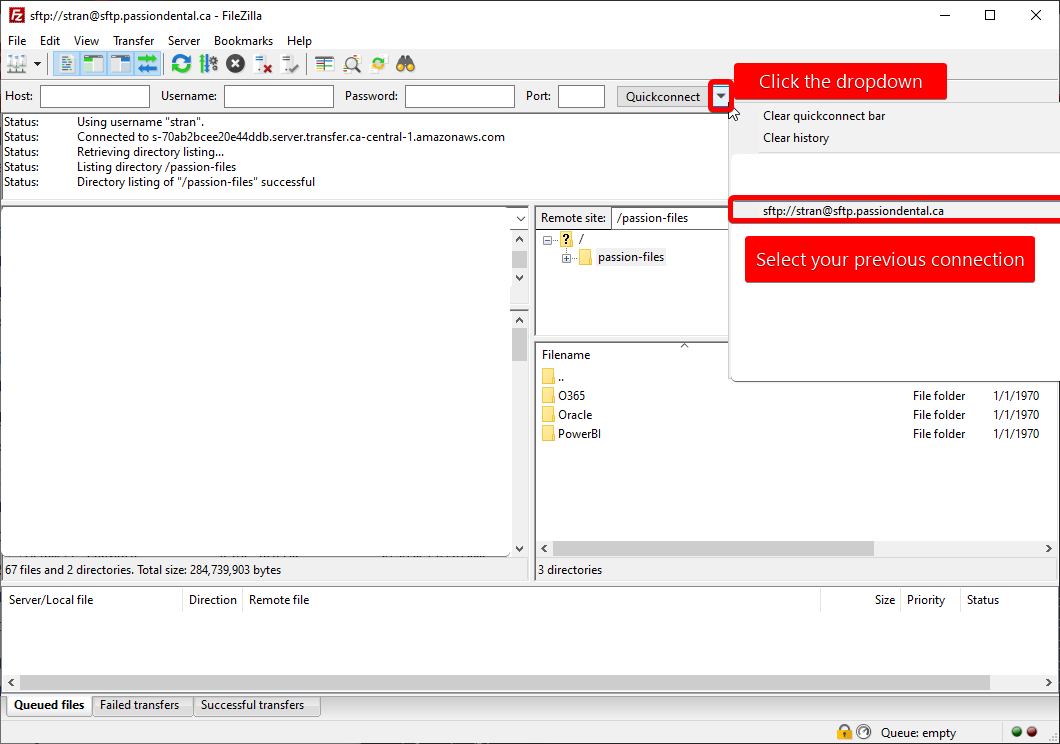 sftp://stran@sftp.passiondental.ca - FileZilla
File Edit View Transfer Server Bookmarks Help
Host: Username: Password: Port: Quickconnect
Click the dropdown
Clear quickconnect bar
Clear history
sftp://stran@sftp.passiondental.ca
Select your previous connection
Status: Using username "stran".
Status: Connected to s-70ab2bcee20e44ddb.server.transfer.ca-central-1.amazonaws.com
Status: Retrieving directory listing...
Status: Listing directory /passion-files
Status: Directory listing of "/passion-files" successful
Remote site: /passion-files
/
passion-files
Filename
..
O365 File folder 1/1/1970
Oracle File folder 1/1/1970
PowerBI File folder 1/1/1970
67 files and 2 directories. Total size: 284,739,903 bytes
3 directories
Server/Local file Direction Remote file Size Priority Status
Queued files Failed transfers Successful transfers
Queue: empty